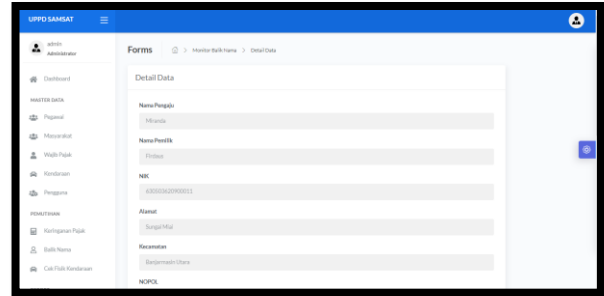 UPPD SAMSAT
admin
Administrator
Dashboard
MASTER DATA
Pegawai
Masyarakat
Wajib Pajak
Kendaraan
Pengguna
PEMUTIHAN
Keringanan Pajak
Balik Nama
Cek Fisik Kendaraan
Forms > Monitor Balik Nama > Detail Data
Detail Data
Nama Pengaju
Miranda
Nama Pemilik
Firdaus
NIK
Alamat
Sungai Miai
Kecamatan
Banjarmasin Utara
NOPOL